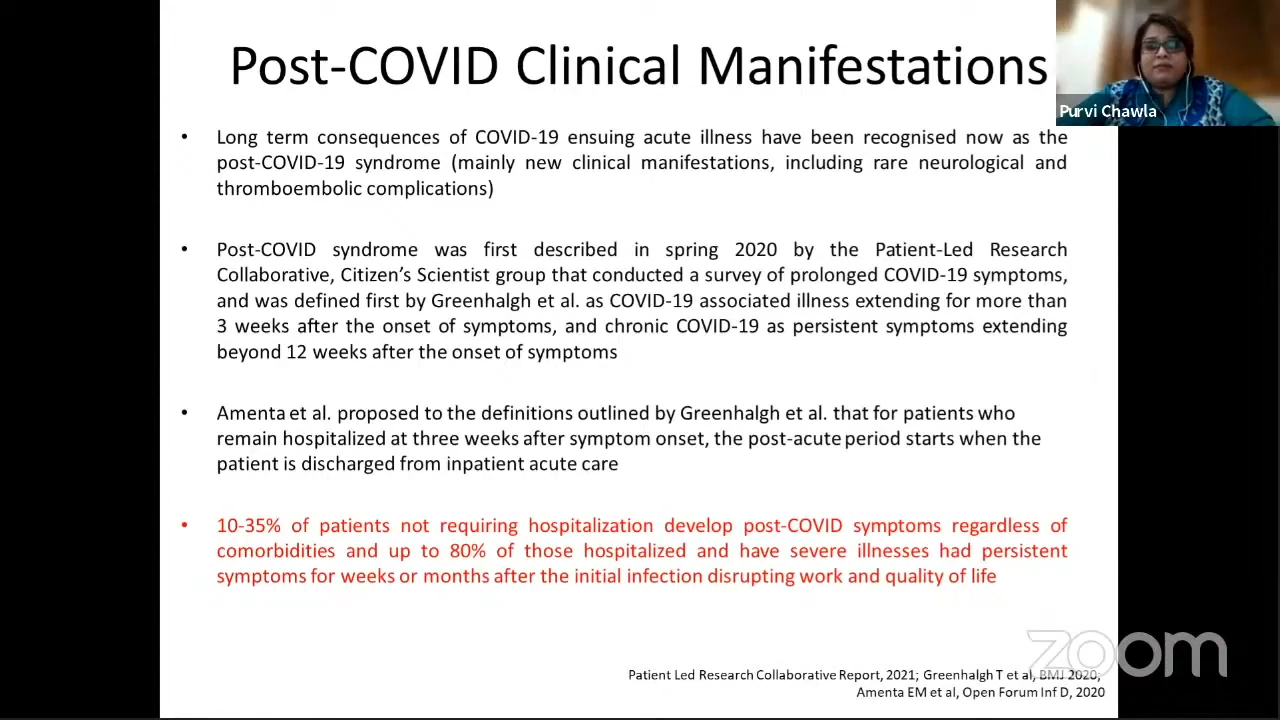 Post-COVID Clinical Manifestations
Purvi Chawla
• Long term consequences of COVID-19 ensuing acute illness have been recognised now as the
post-COVID-19 syndrome (mainly new clinical manifestations, including rare neurological and
thromboembolic complications)
• Post-COVID syndrome was first described in spring 2020 by the Patient-Led Research
Collaborative, Citizen’s Scientist group that conducted a survey of prolonged COVID-19 symptoms,
and was defined first by Greenhalgh et al. as COVID-19 associated illness extending for more than
3 weeks after the onset of symptoms, and chronic COVID-19 as persistent symptoms extending
beyond 12 weeks after the onset of symptoms
• Amenta et al. proposed to the definitions outlined by Greenhalgh et al. that for patients who
remain hospitalized at three weeks after symptom onset, the post-acute period starts when the
patient is discharged from inpatient acute care
• 10-35% of patients not requiring hospitalization develop post-COVID symptoms regardless of
comorbidities and up to 80% of those hospitalized and have severe illnesses had persistent
symptoms for weeks or months after the initial infection disrupting work and quality of life
zoom
Patient Led Research Collaborative Report, 2021; Greenhalgh T et al, BMJ 2020,
Amenta EM et al, Open Forum Inf D, 2020